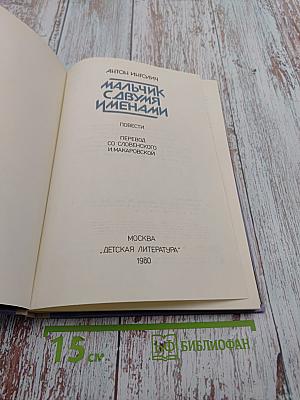 АНТОН ИНГОЛИЧ
МАЛЬЧИК
С ДВУМЯ
ИМЕНАМИ
ПОВЕСТИ
ПЕРЕВОД
СО СЛОВЕНСКОГО
И. МАКАРОВСКОЙ
МОСКВА
„ДЕТСКАЯ ЛИТЕРАТУРА"
1980
15 см.
БИБЛИОФАН